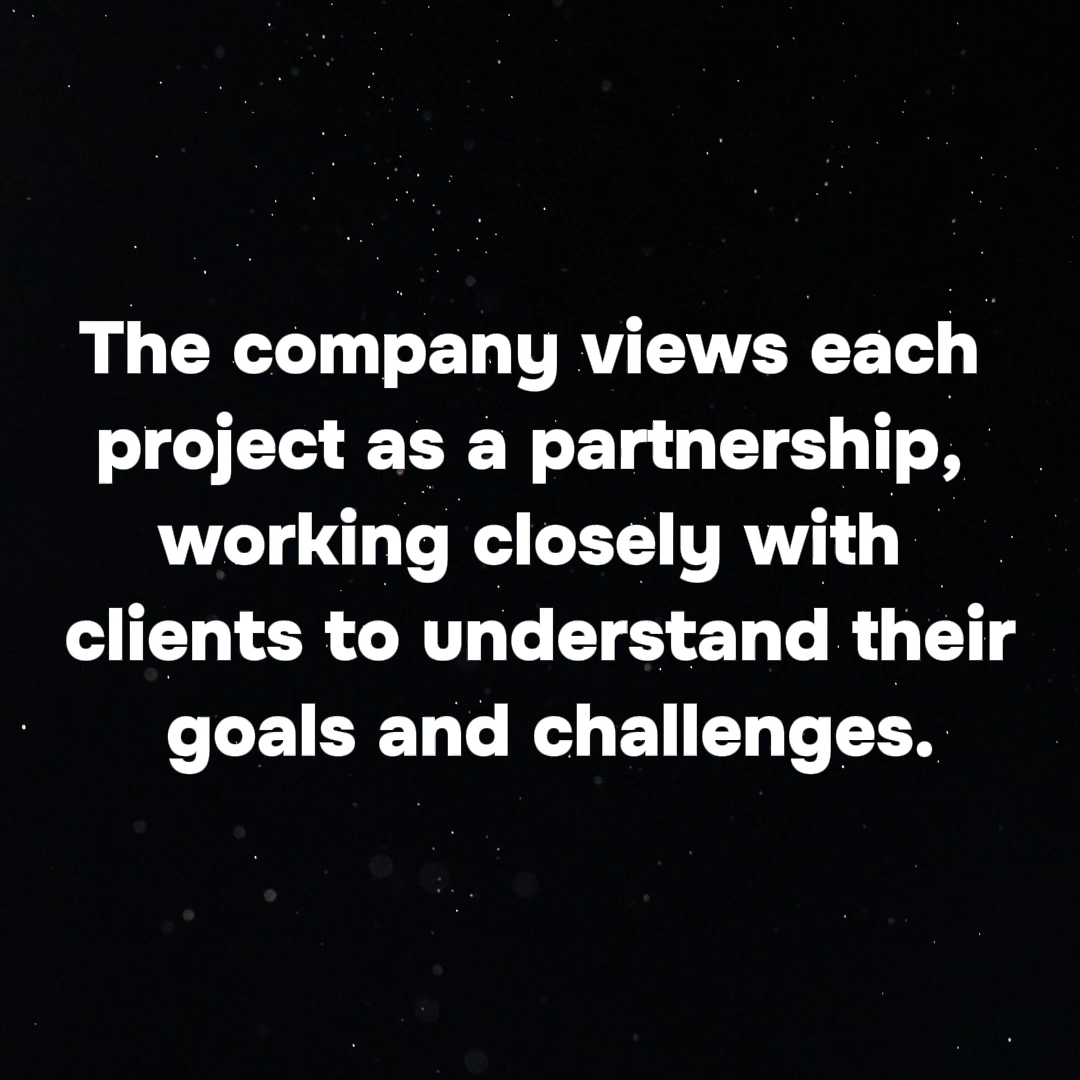 The company views each
project as a partnership,
working closely with
clients to understand their
goals and challenges.